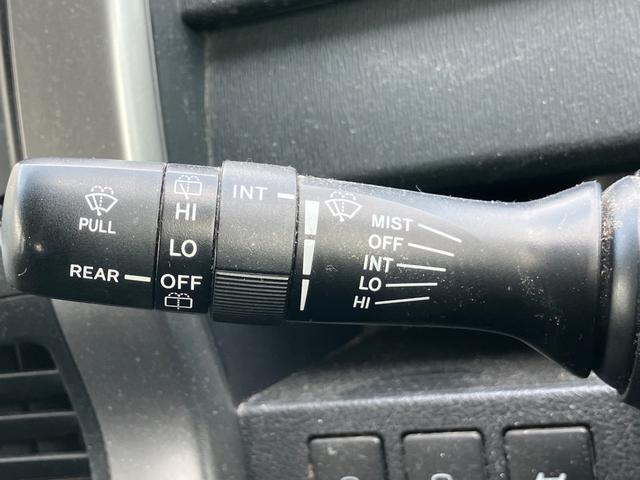 PULL
REAR
HI
LO
OFF
INT
MIST
OFF
INT
LO
HI